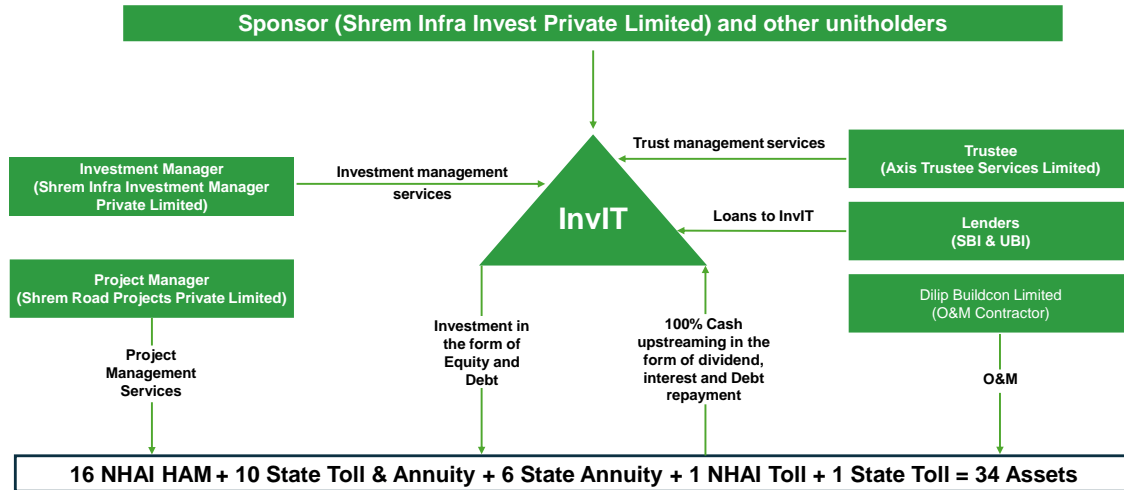 Sponsor (Shrem Infra Invest Private Limited) and other unitholders
Trust management services
Trustee
(Axis Trustee Services Limited)
Investment Manager
(Shrem Infra Investment Manager
Private Limited)
Investment management
services
InvIT
Loans to InvIT
Lenders
(SBI & UBI)
Project Manager
(Shrem Road Projects Private Limited)
Dilip Buildcon Limited
(O&M Contractor)
Project
Management
Services
Investment in
the form of
Equity and
Debt
100% Cash
upstreaming in the
form of dividend,
interest and Debt
repayment
O&M
16 NHAI HAM + 10 State Toll & Annuity + 6 State Annuity + 1 NHAI Toll + 1 State Toll = 34 Assets